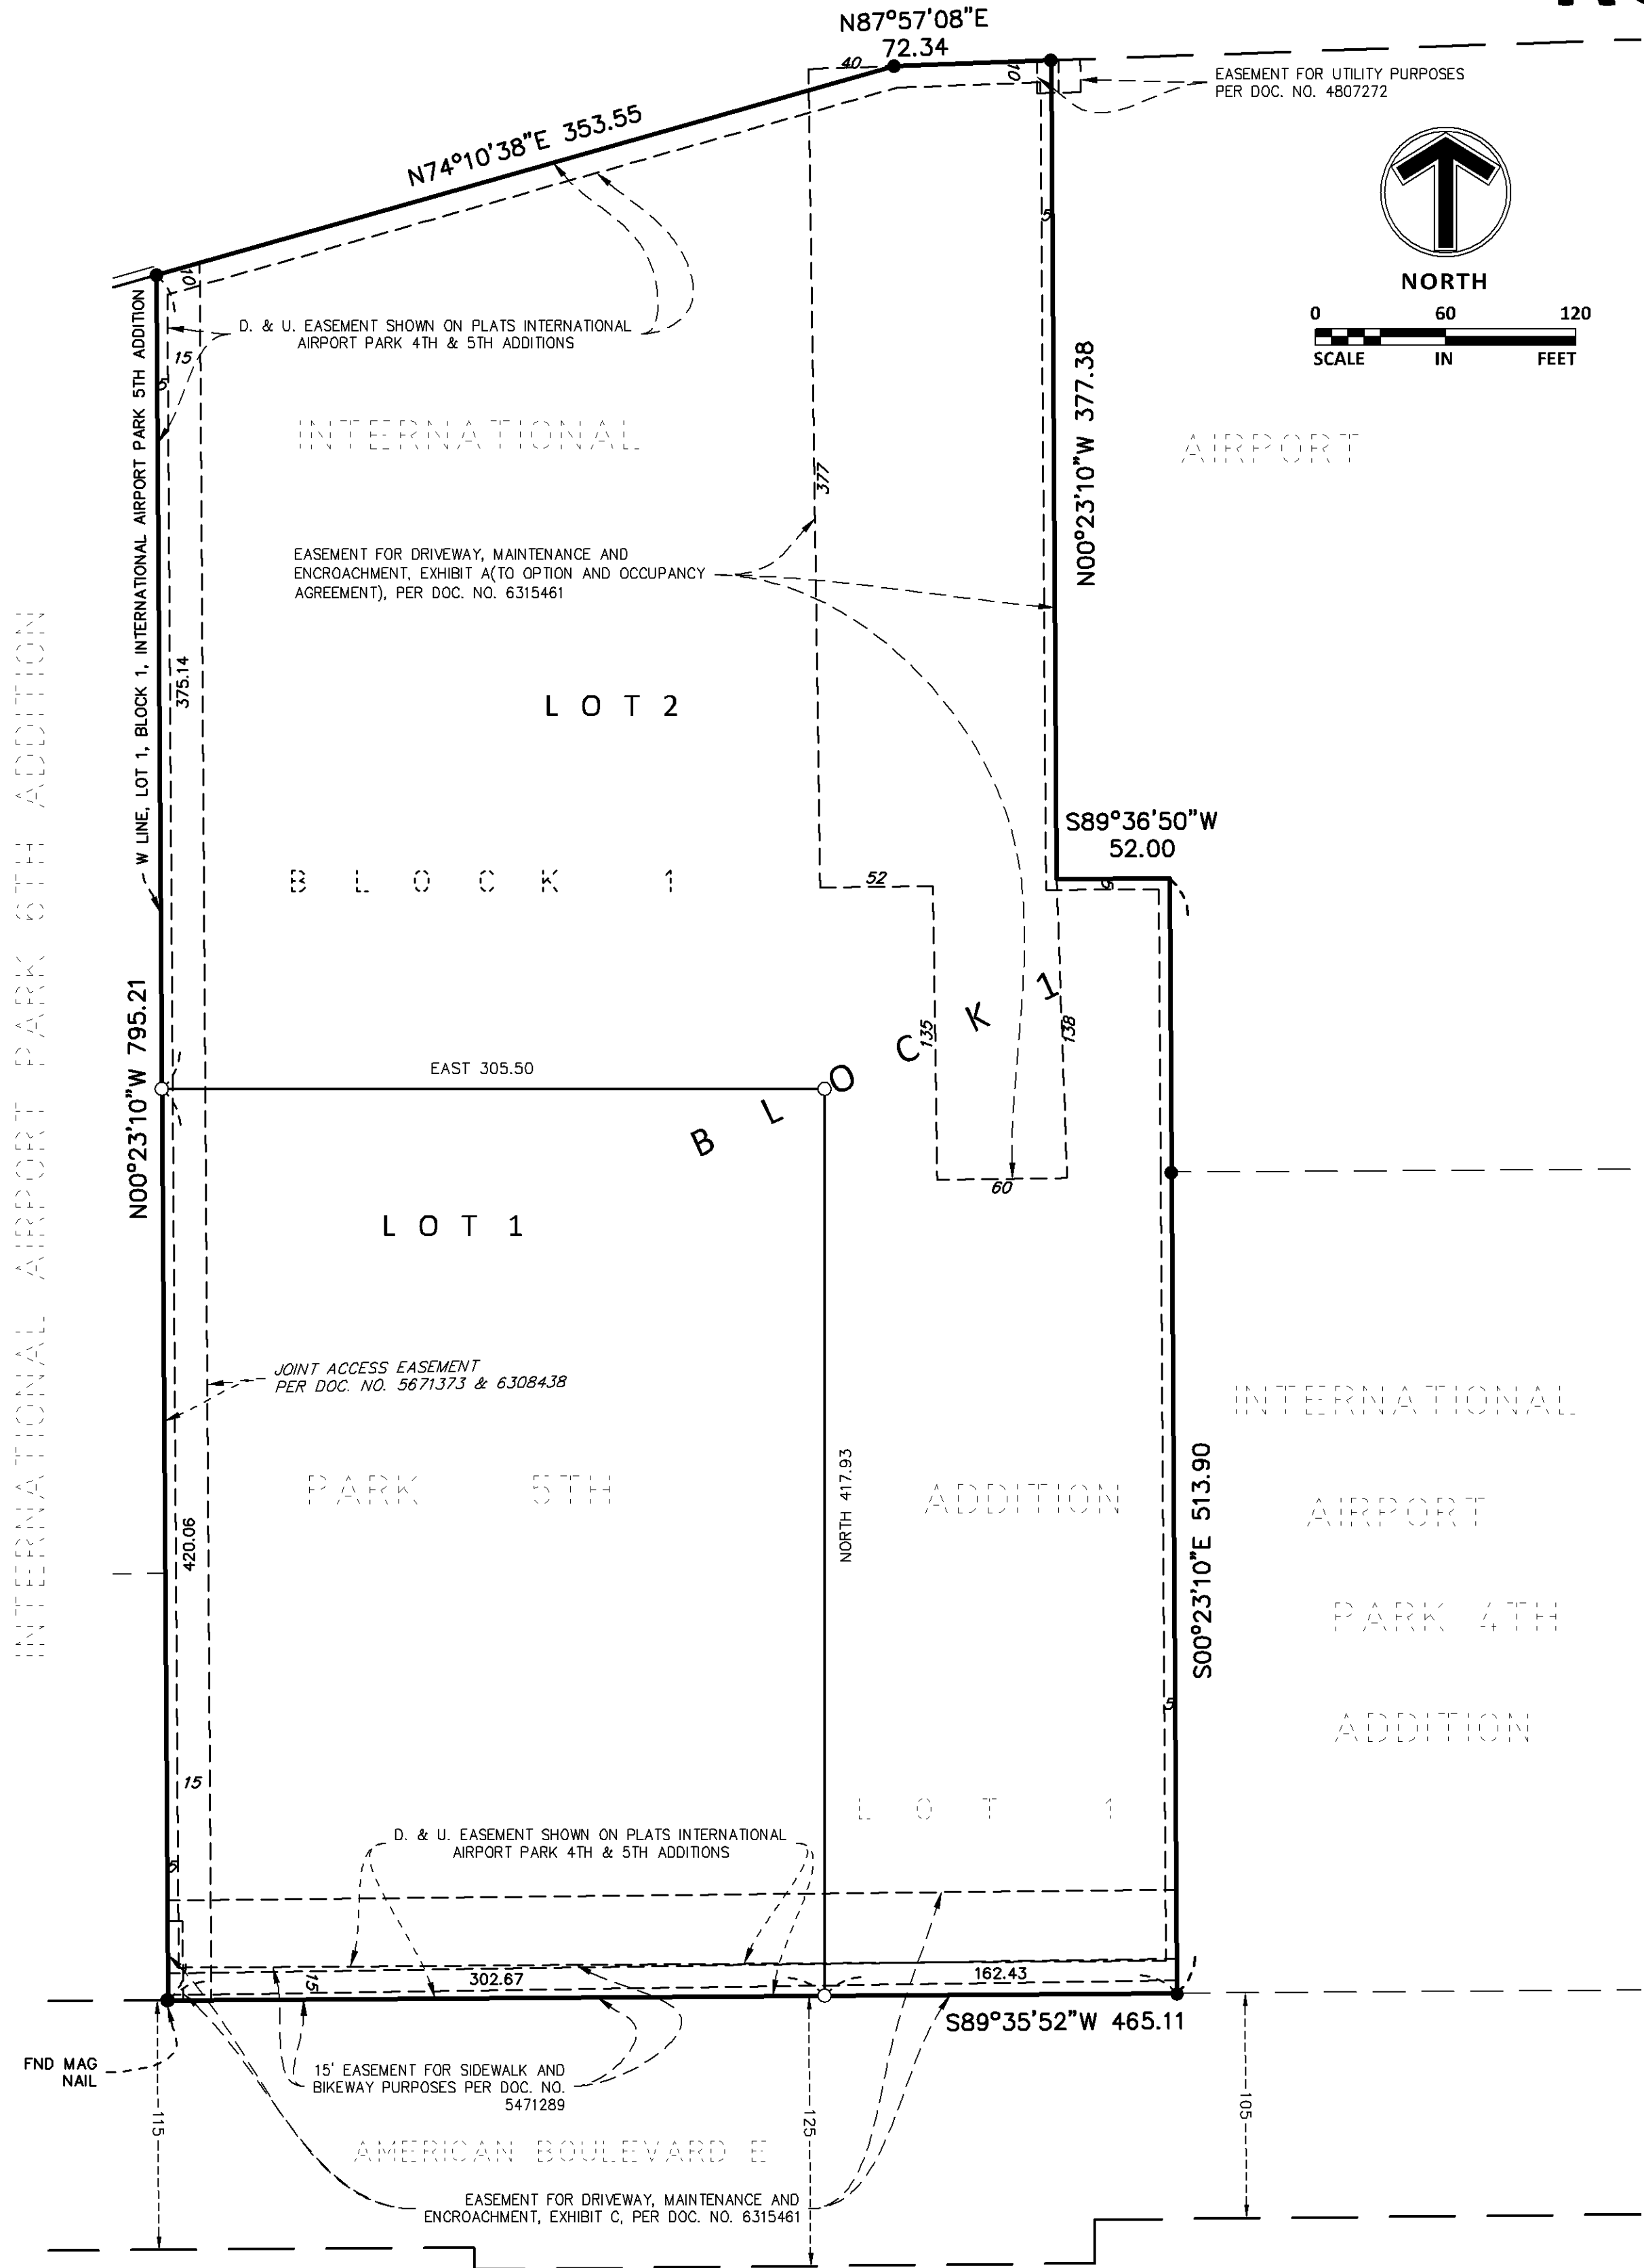 N87°57'08"E
72.34
40
10
EASEMENT FOR UTILITY PURPOSES
PER DOC. NO. 4807272
N74°10'38"E 353.55
NORTH
0 60 120
SCALE IN FEET
5
10
D. & U. EASEMENT SHOWN ON PLATS INTERNATIONAL
AIRPORT PARK 4TH & 5TH ADDITIONS
15
5
W LINE, LOT 1, BLOCK 1, INTERNATIONAL AIRPORT PARK 5TH ADDITION
INTERNATIONAL
AIRPORT
377
N00°23'10"W 377.38
EASEMENT FOR DRIVEWAY, MAINTENANCE AND
ENCROACHMENT, EXHIBIT A(TO OPTION AND OCCUPANCY
AGREEMENT), PER DOC. NO. 6315461
375.14
LOT 2
INTERNATIONAL AIRPORT PARK 6TH ADDITION
S89°36'50"W
52.00
BLOCK 1
52
5
N00°23'10"W 795.21
135
138
BLOCK 1
EAST 305.50
60
LOT 1
JOINT ACCESS EASEMENT
PER DOC. NO. 5671373 & 6308438
INTERNATIONAL
PARK 5TH
ADDITION
NORTH 417.93
420.06
S00°23'10"E 513.90
AIRPORT
PARK 4TH
ADDITION
5
15
LOT 1
D. & U. EASEMENT SHOWN ON PLATS INTERNATIONAL
AIRPORT PARK 4TH & 5TH ADDITIONS
5
15
302.67
162.43
S89°35'52"W 465.11
FND MAG
NAIL
15' EASEMENT FOR SIDEWALK AND
BIKEWAY PURPOSES PER DOC. NO.
5471289
115
125
105
AMERICAN BOULEVARD E
EASEMENT FOR DRIVEWAY, MAINTENANCE AND
ENCROACHMENT, EXHIBIT C, PER DOC. NO. 6315461